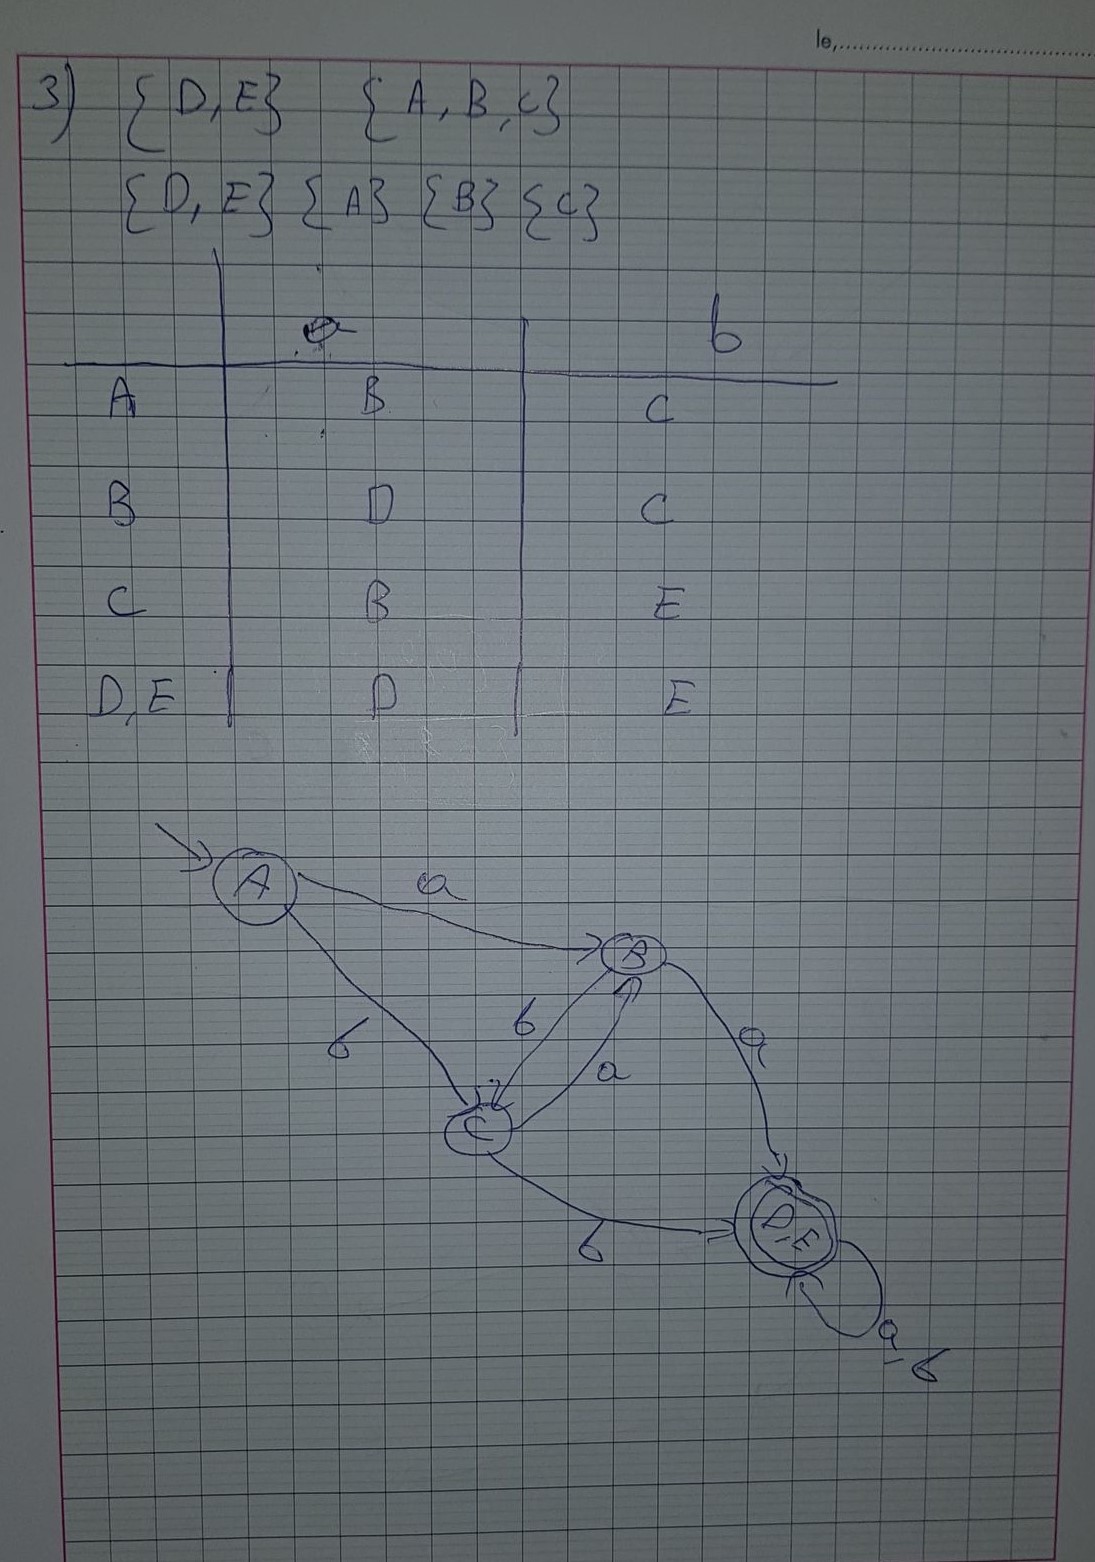 le,
3) {D,E} {A,B,C}
{D,E} {A} {B} {C}
a b
A B C
B D C
C B E
D,E D E
A
a
B
b
b
a
a
C
D,E
b
a-b